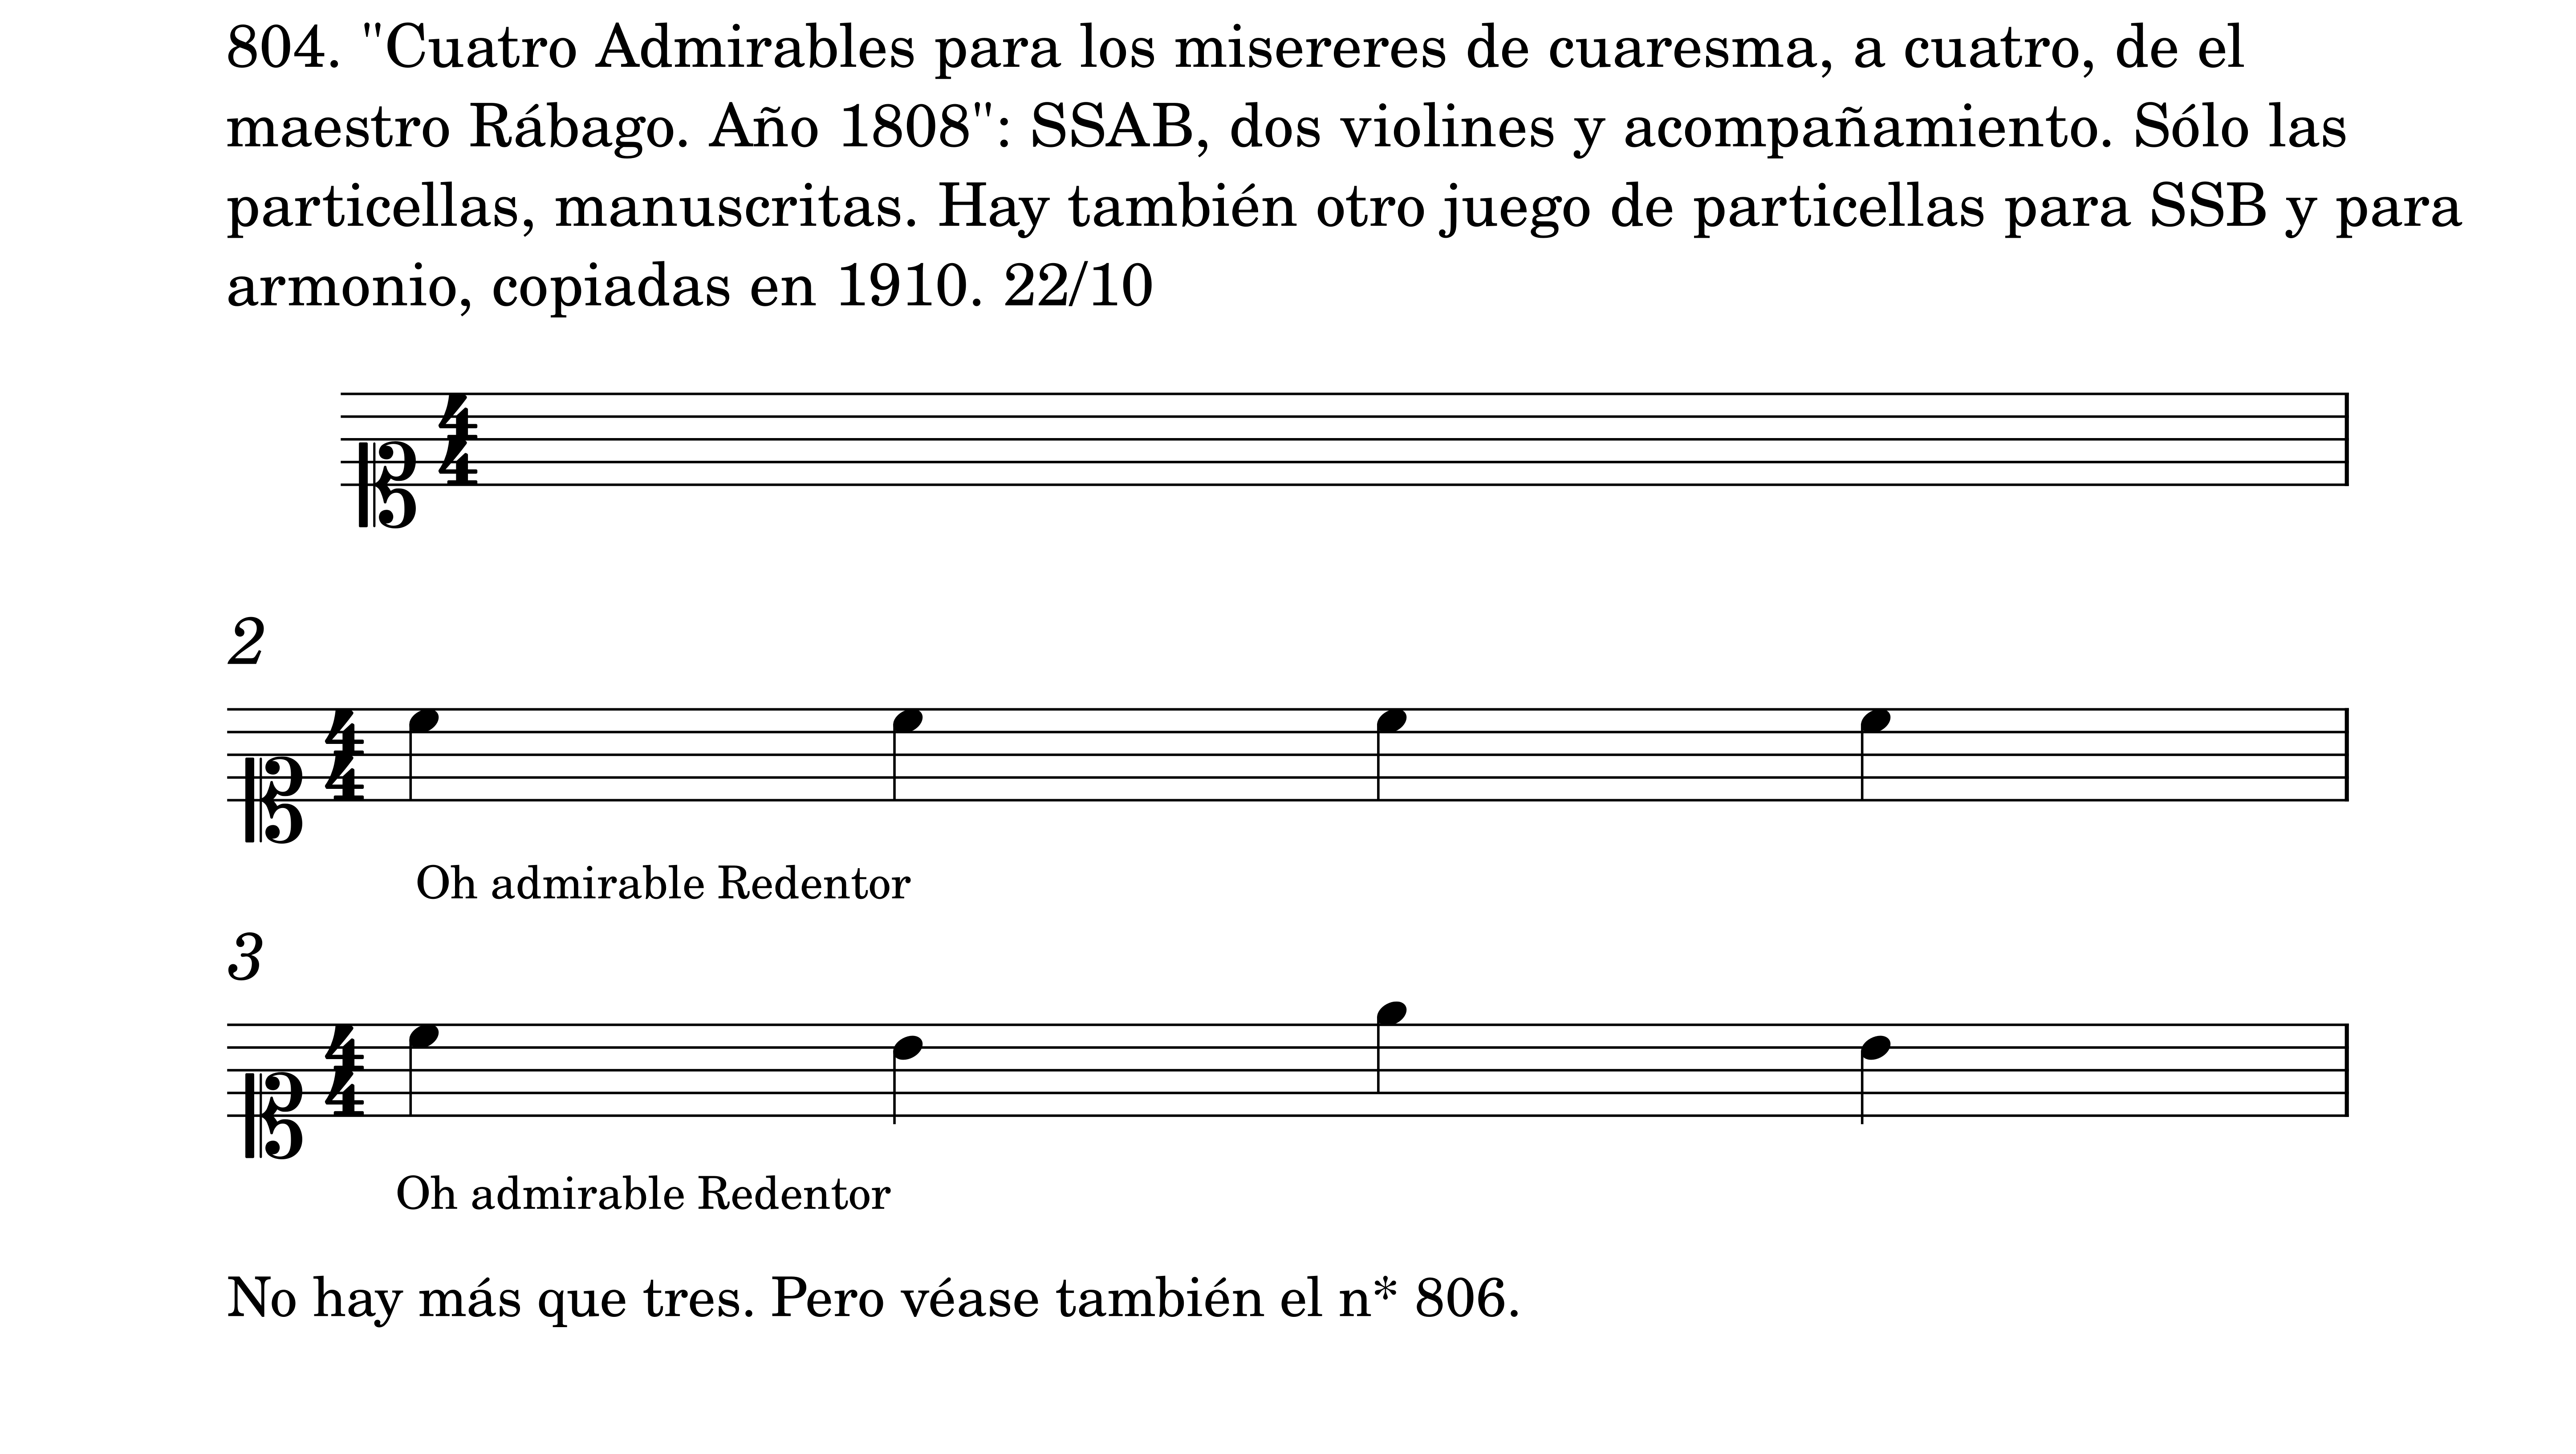 804. "Cuatro Admirables para los misereres de cuaresma, a cuatro, de el
maestro Rábago. Año 1808": SSAB, dos violines y acompañamiento. Sólo las
particellas, manuscritas. Hay también otro juego de particellas para SSB y para
armonio, copiadas en 1910. 22/10
4
4
2
4
4
Oh admirable Redentor
3
4
4
Oh admirable Redentor
No hay más que tres. Pero véase también el n* 806.